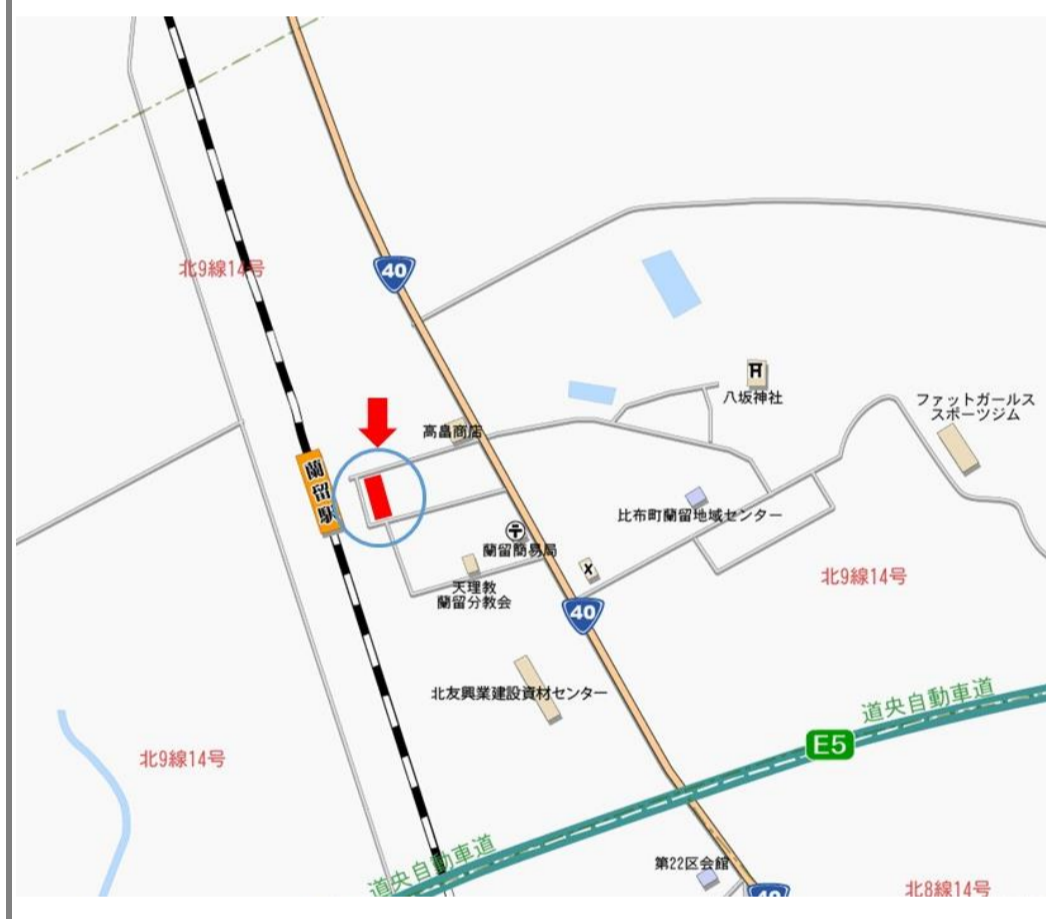 北9線14号
40
八坂神社
ファットガールス
スポーツジム
高畠商店
蘭留駅
比布町蘭留地域センター
蘭留簡易局
天理教
蘭留分教会
北9線14号
40
北友興業建設資材センター
道央自動車道
E5
北9線14号
道央自動車道
第22区会館
40
北8線14号